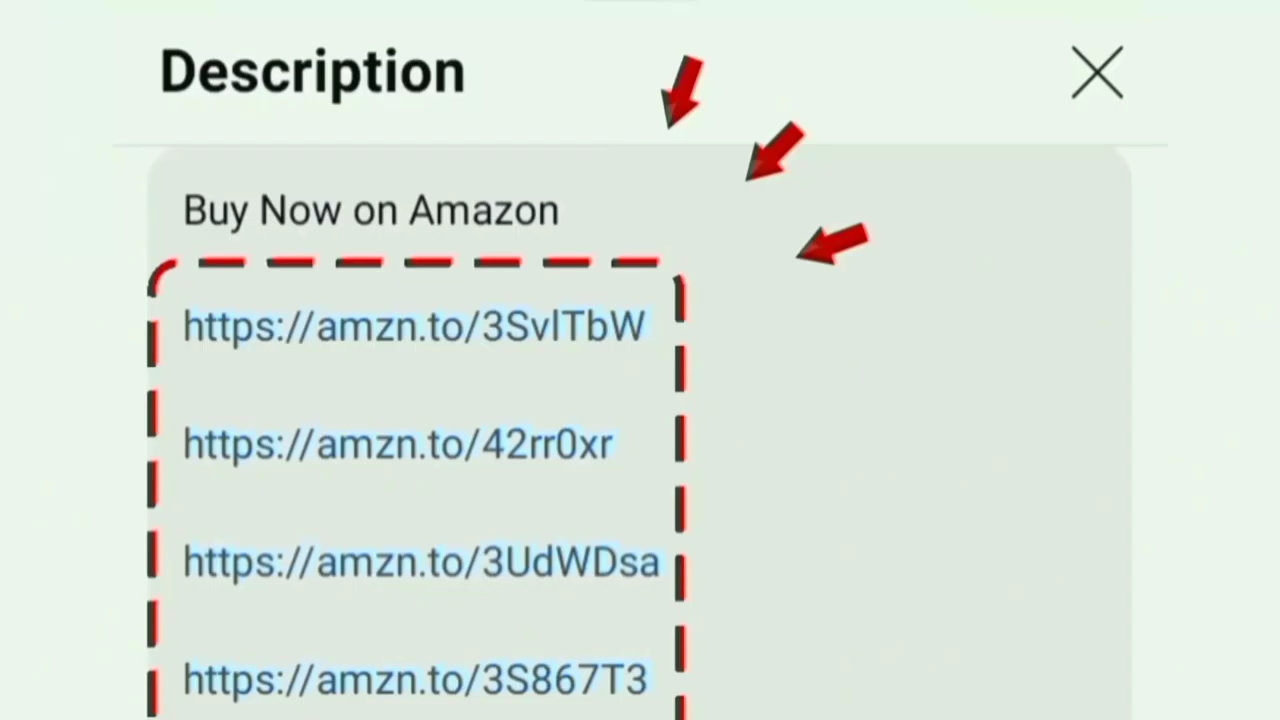 Description
Buy Now on Amazon
https://amzn.to/3SvlTbW
https://amzn.to/42rr0xr
https://amzn.to/3UdWDsa
https://amzn.to/3S867T3